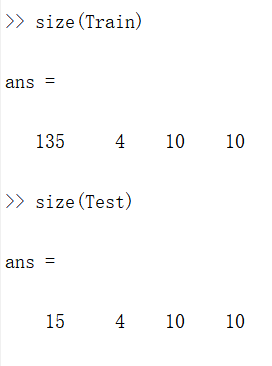 >> size(Train)
ans =
135 4 10 10
>> size(Test)
ans =
15 4 10 10